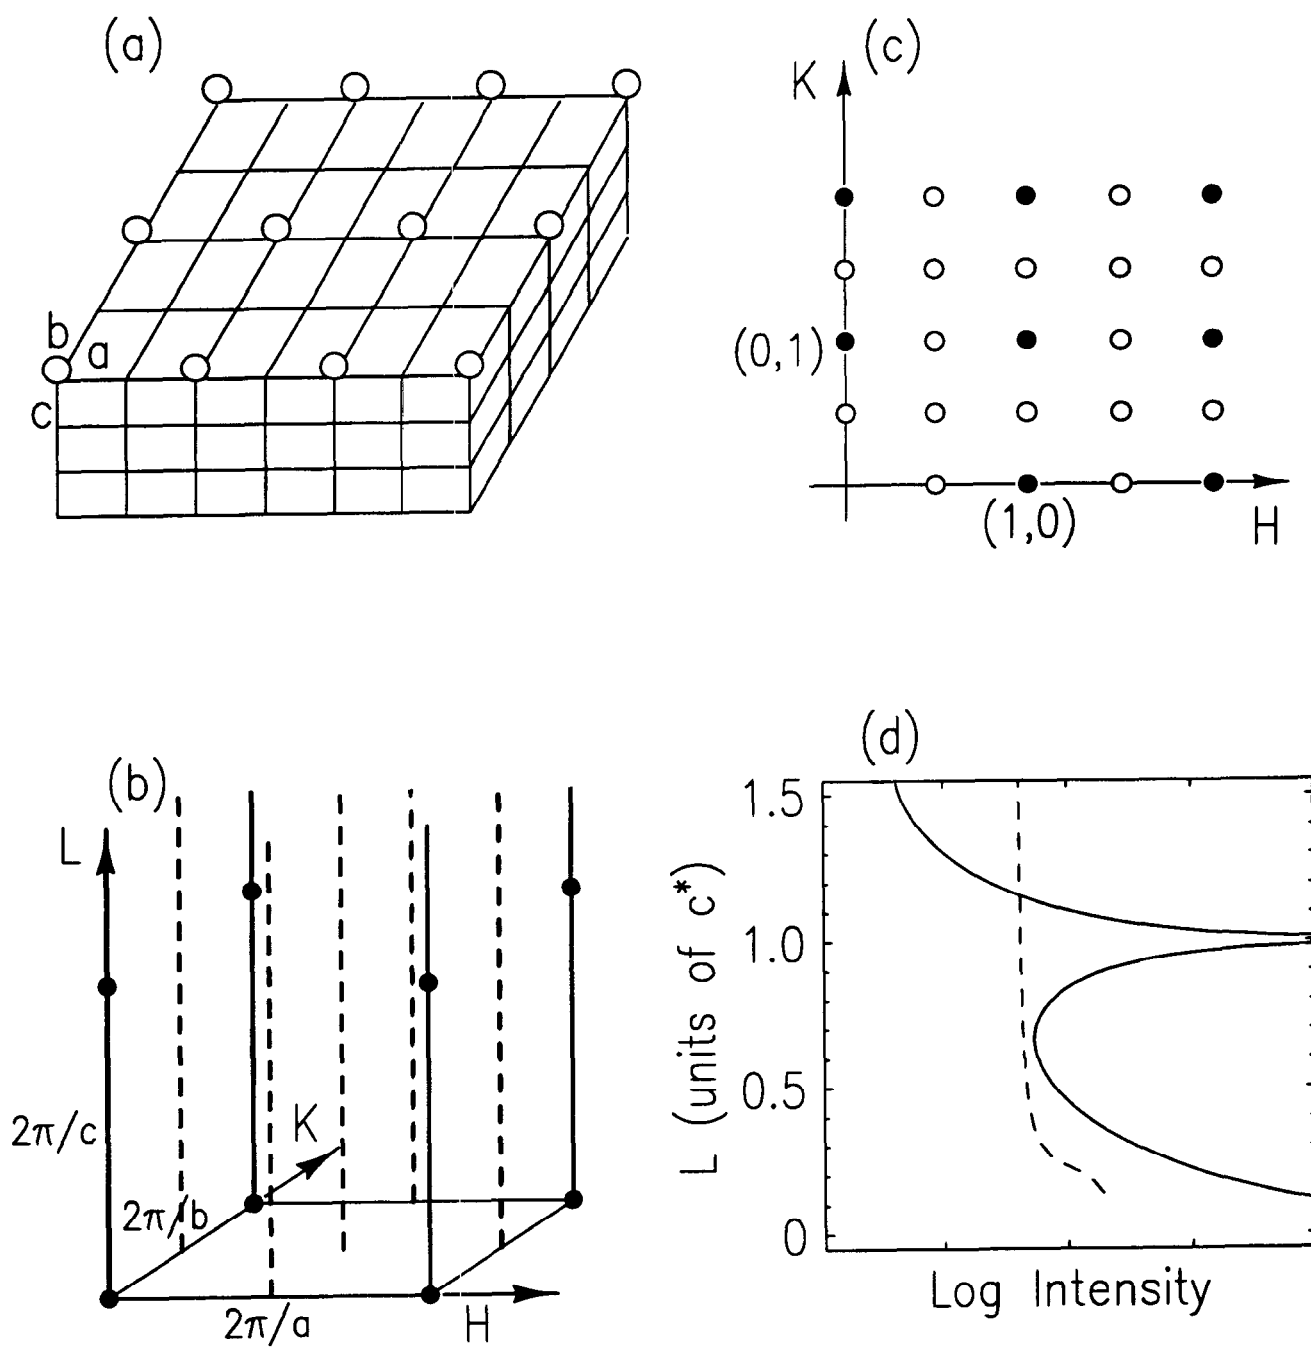 (a)
b
a
c
(c)
K
(0,1)
(1,0)
H
(b)
L
K
2π/c
2π/b
2π/a
H
(d)
1.5
1.0
0.5
0
L (units of c*)
Log Intensity